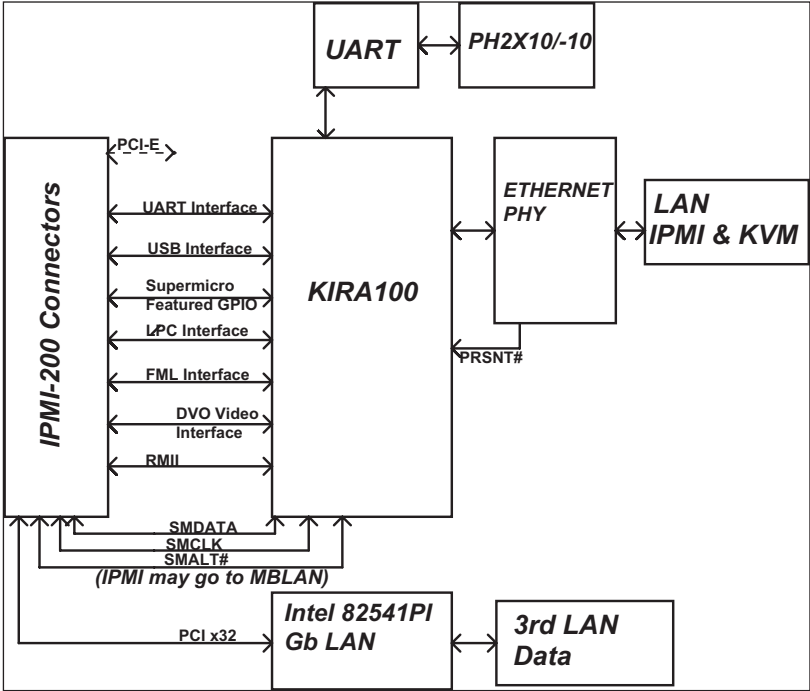 UART
PH2X10/-10
PCI-E
IPMI-200 Connectors
UART Interface
USB Interface
Supermicro
Featured GPIO
LPC Interface
FML Interface
DVO Video
Interface
RMII
KIRA100
ETHERNET
PHY
LAN
IPMI & KVM
PRSNT#
SMDATA
SMCLK
SMALT#
(IPMI may go to MBLAN)
PCI x32
Intel 82541PI
Gb LAN
3rd LAN
Data